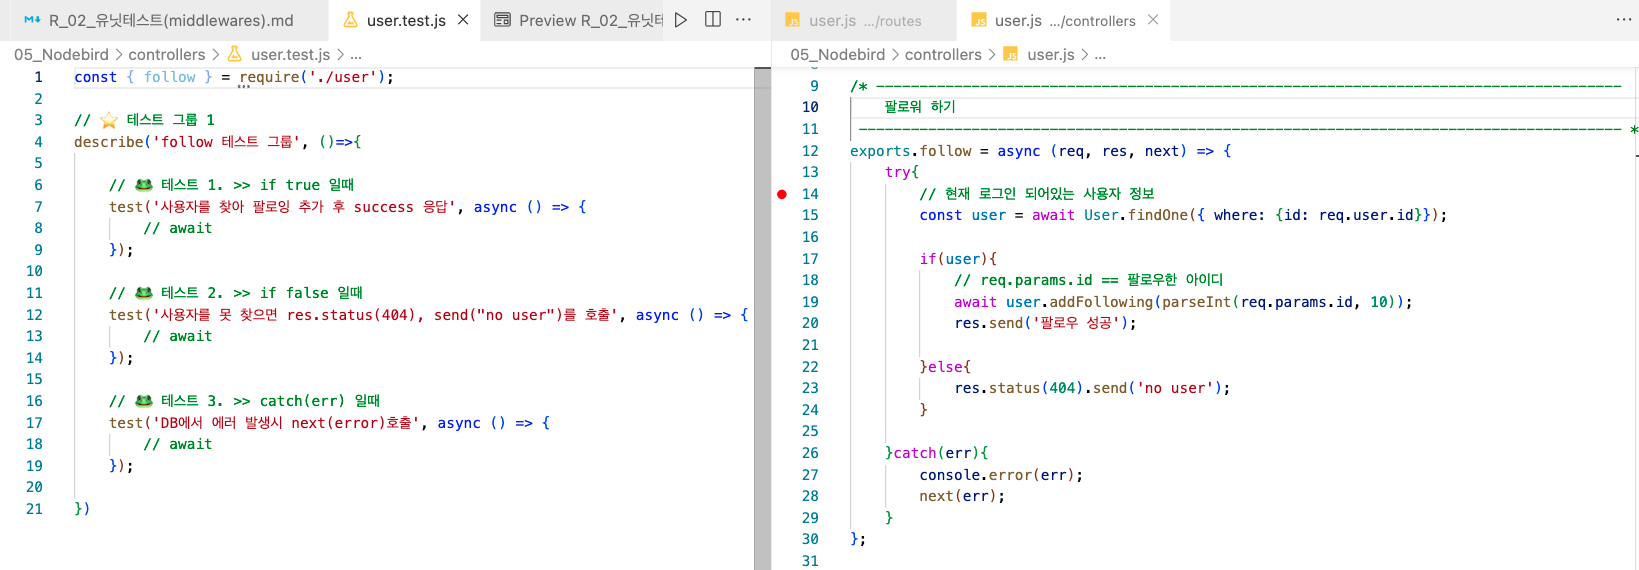 R_02_유닛테스트(middlewares).md
user.test.js
Preview R_02_유닛테
05_Nodebird > controllers > user.test.js > ...
1 const { follow } = require('./user');
2
3 // ⭐ 테스트 그룹 1
4 describe('follow 테스트 그룹', ()=>{
5
6 // 🐸 테스트 1. >> if true 일때
7 test('사용자를 찾아 팔로잉 추가 후 success 응답', async () => {
8 // await
9 });
10
11 // 🐸 테스트 2. >> if false 일때
12 test('사용자를 못 찾으면 res.status(404), send("no user")를 호출', async () => {
13 // await
14 });
15
16 // 🐸 테스트 3. >> catch(err) 일때
17 test('DB에서 에러 발생시 next(error)호출', async () => {
18 // await
19 });
20
21 })
JS user.js .../routes
JS user.js .../controllers
05_Nodebird > controllers > JS user.js > ...
9 /* --------------------------------------------------------------------------------------
10 팔로워 하기
11 ---------------------------------------------------------------------------------------- *
12 exports.follow = async (req, res, next) => {
13 try{
14 // 현재 로그인 되어있는 사용자 정보
15 const user = await User.findOne({ where: {id: req.user.id}});
16
17 if(user){
18 // req.params.id == 팔로우한 아이디
19 await user.addFollowing(parseInt(req.params.id, 10));
20 res.send('팔로우 성공');
21
22 }else{
23 res.status(404).send('no user');
24 }
25
26 }catch(err){
27 console.error(err);
28 next(err);
29 }
30 };
31